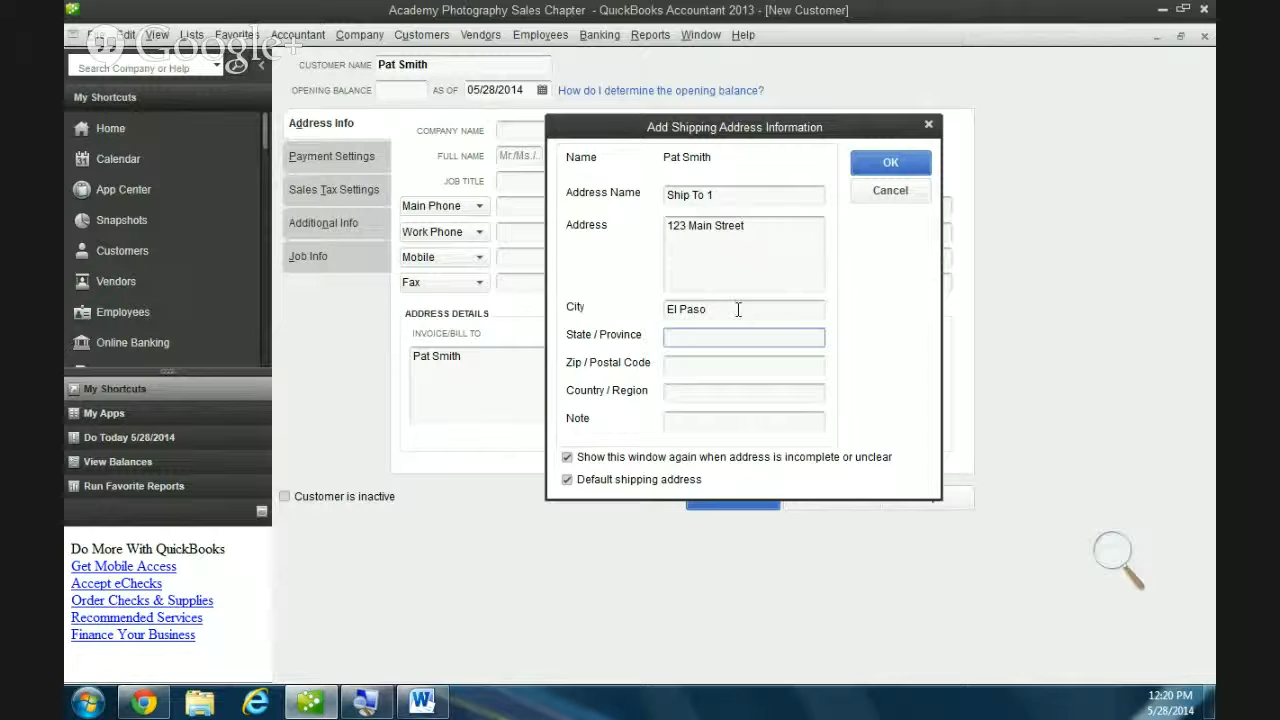 Academy Photography Sales Chapter - QuickBooks Accountant 2013 - [New Customer]
Edit View Lists Favorites Accountant Company Customers Vendors Employees Banking Reports Window Help
Google+
Search Company or Help
My Shortcuts
Home
Calendar
App Center
Snapshots
Customers
Vendors
Employees
Online Banking
My Shortcuts
My Apps
Do Today 5/28/2014
View Balances
Run Favorite Reports
Do More With QuickBooks
Get Mobile Access
Accept eChecks
Order Checks & Supplies
Recommended Services
Finance Your Business
CUSTOMER NAME Pat Smith
OPENING BALANCE AS OF 05/28/2014 How do I determine the opening balance?
Address Info
Payment Settings
Sales Tax Settings
Additional Info
Job Info
COMPANY NAME
FULL NAME Mr./Ms./...
JOB TITLE
Main Phone
Work Phone
Mobile
Fax
ADDRESS DETAILS
INVOICE/BILL TO
Pat Smith
Customer is inactive
Add Shipping Address Information
Name Pat Smith
Address Name Ship To 1
Address 123 Main Street
City El Paso
State / Province
Zip / Postal Code
Country / Region
Note
Show this window again when address is incomplete or unclear
Default shipping address
OK
Cancel
12:20 PM
5/28/2014